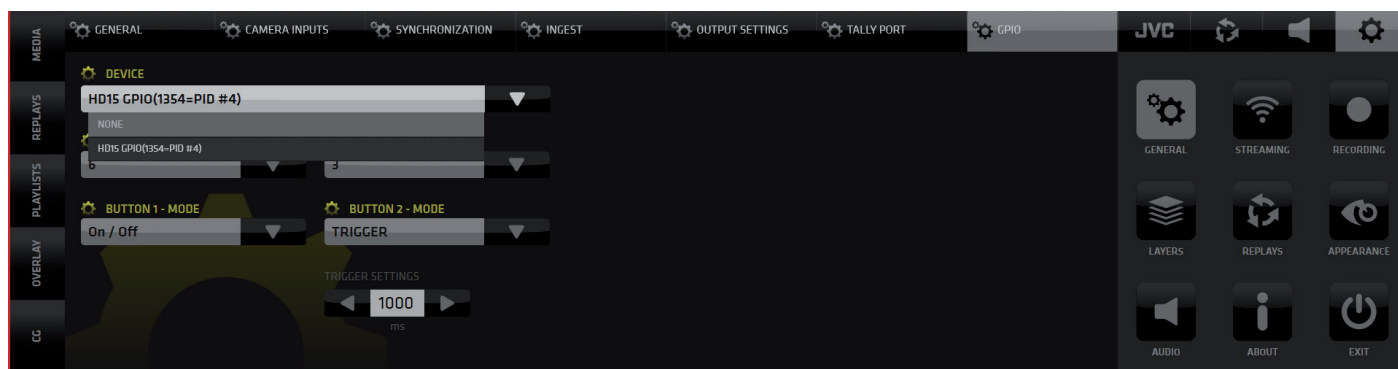 MEDIA
REPLAYS
PLAYLISTS
OVERLAY
CG
GENERAL
CAMERA INPUTS
SYNCHRONIZATION
INGEST
OUTPUT SETTINGS
TALLY PORT
GPIO
DEVICE
HD15 GPIO(1354=PID #4)
NONE
HD15 GPIO(1354=PID #4)
6
3
BUTTON 1 - MODE
BUTTON 2 - MODE
On / Off
TRIGGER
TRIGGER SETTINGS
1000
ms
JVC
GENERAL
STREAMING
RECORDING
LAYERS
REPLAYS
APPEARANCE
AUDIO
ABOUT
EXIT